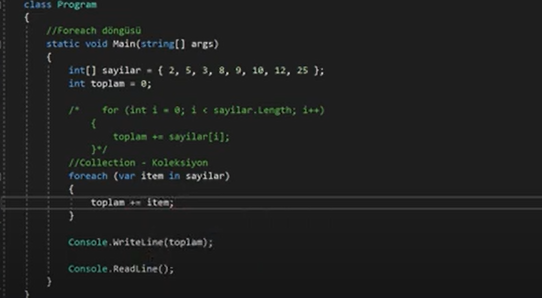 class Program
{
//Foreach döngüsü
static void Main(string[] args)
{
int[] sayilar = { 2, 5, 3, 8, 9, 10, 12, 25 };
int toplam = 0;
/* for (int i = 0; i < sayilar.Length; i++)
{
toplam += sayilar[i];
}*/
//Collection - Koleksiyon
foreach (var item in sayilar)
{
toplam += item;
}
Console.WriteLine(toplam);
Console.ReadLine();
}
}